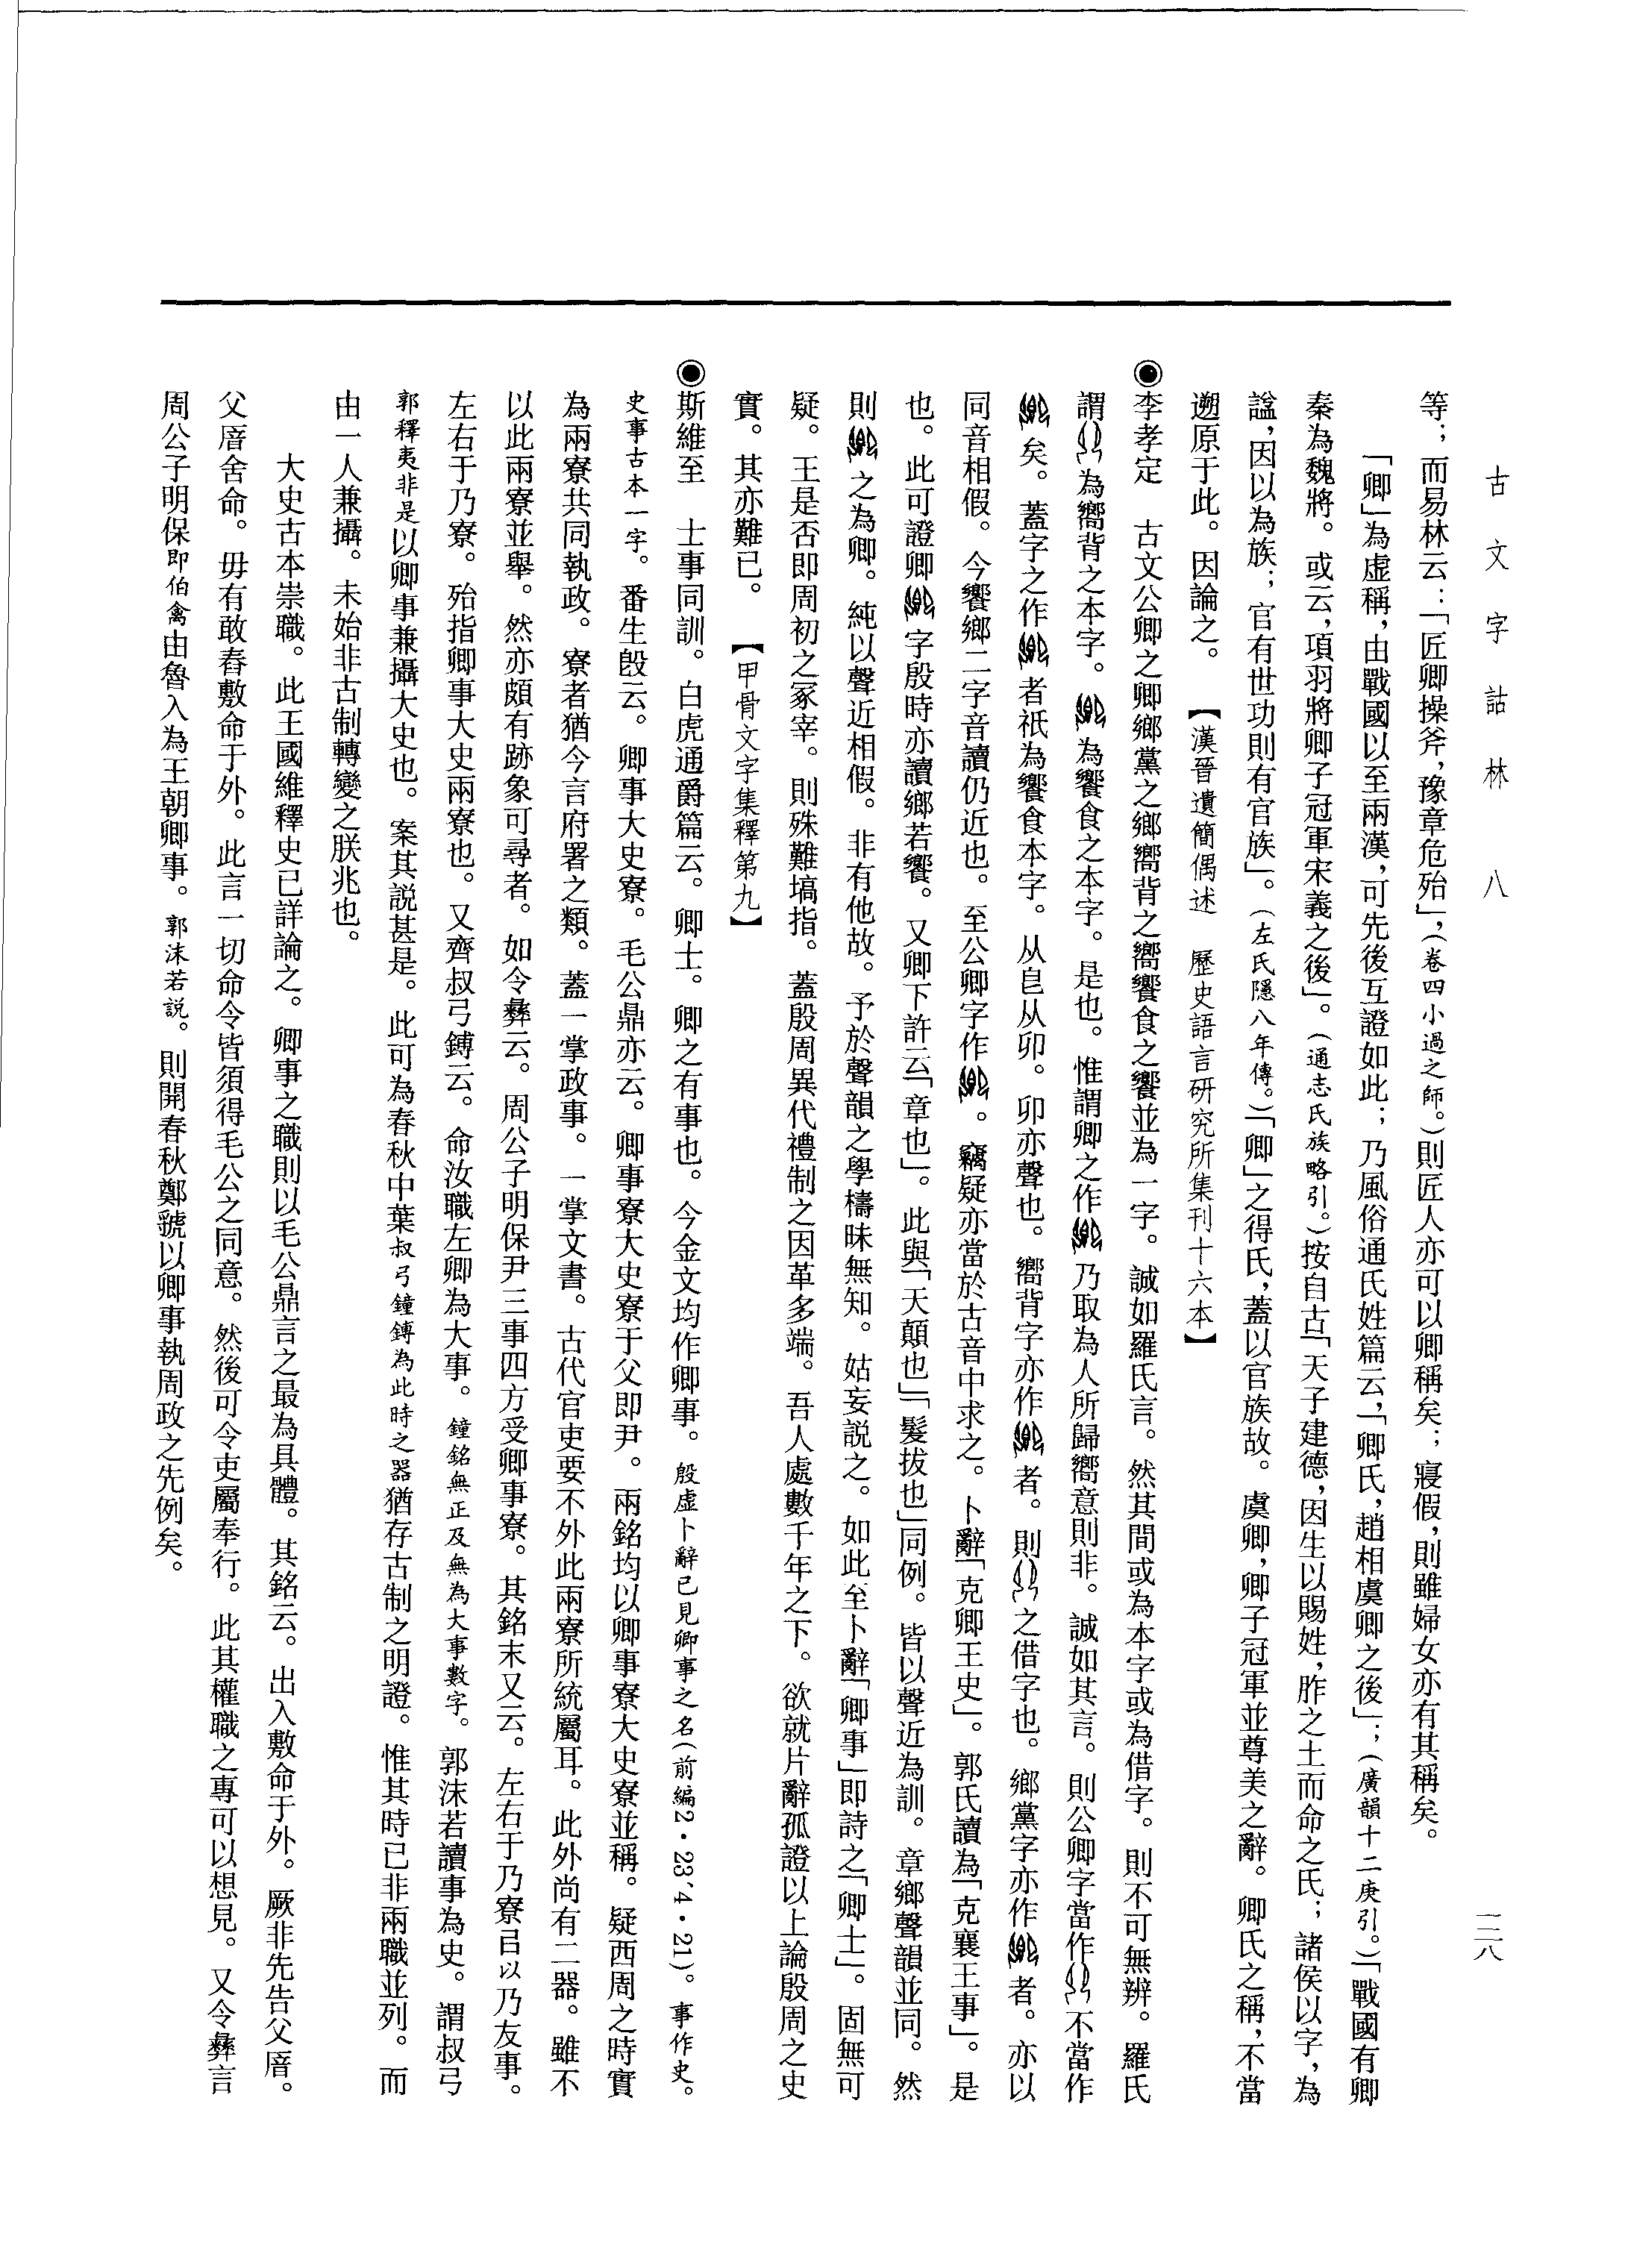 古文字詁林 八
一二八
等；而易林云：「匠卿操斧，豫章危殆」，（卷四小過之師。）則匠人亦可以卿稱矣；寢假，則雖婦女亦有其稱矣。
「卿」為虛稱，由戰國以至兩漢，可先後互證如此；乃風俗通氏姓篇云，「卿氏，趙相虞卿之後」；（廣韻十二庚引。）「戰國有卿
秦為魏將。或云，項羽將卿子冠軍宋義之後」。（通志氏族略引。）按自古「天子建德，因生以賜姓，胙之土而命之氏；諸侯以字，為
諡，因以為族；官有世功則有官族」。（左氏隱八年傳。）「卿」之得氏，蓋以官族故。虞卿，卿子冠軍並尊美之辭。卿氏之稱，不當
遡原于此。因論之。【漢晉遺簡偶述 歷史語言研究所集刊十六本】
◉李孝定 古文公卿之卿鄉黨之鄉嚮背之嚮饗食之饗並為一字。誠如羅氏言。然其間或為本字或為借字。則不可無辨。羅氏
謂為嚮背之本字。為饗食之本字。是也。惟謂卿之作乃取為人所歸嚮意則非。誠如其言。則公卿字當作不當作
矣。蓋字之作者祇為饗食本字。从皀从卯。卯亦聲也。嚮背字亦作者。則之借字也。鄉黨字亦作者。亦以
同音相假。今饗鄉二字音讀仍近也。至公卿字作。竊疑亦當於古音中求之。卜辭「克卿王史」。郭氏讀為「克襄王事」。是
也。此可證卿字殷時亦讀鄉若饗。又卿下許云「章也」。此與「天顛也」「髮拔也」同例。皆以聲近為訓。章鄉聲韻並同。然
則之為卿。純以聲近相假。非有他故。予於聲韻之學檮昧無知。姑妄説之。如此至卜辭「卿事」即詩之「卿士」。固無可
疑。王是否即周初之冢宰。則殊難塙指。蓋殷周異代禮制之因革多端。吾人處數千年之下。欲就片辭孤證以上論殷周之史
實。其亦難已。【甲骨文字集釋第九】
◉斯維至 士事同訓。白虎通爵篇云。卿士。卿之有事也。今金文均作卿事。殷虛卜辭已見卿事之名（前編2·23、4·21）。事作史。
史事古本一字。番生𣪘云。卿事大史寮。毛公鼎亦云。卿事寮大史寮于父即尹。兩銘均以卿事寮大史寮並稱。疑西周之時實
為兩寮共同執政。寮者猶今言府署之類。蓋一掌政事。一掌文書。古代官吏要不外此兩寮所統屬耳。此外尚有二器。雖不
以此兩寮並舉。然亦頗有跡象可尋者。如令彝云。周公子明保尹三事四方受卿事寮。其銘末又云。左右于乃寮㠯以乃友事。
左右于乃寮。殆指卿事大史兩寮也。又齊叔弓鎛云。命汝職左卿為大事。鐘銘無正及無為大事數字。郭沫若讀事為史。謂叔弓
郭釋夷非是以卿事兼攝大史也。案其説甚是。此可為春秋中葉叔弓鐘鎛為此時之器猶存古制之明證。惟其時已非兩職並列。而
由一人兼攝。未始非古制轉變之朕兆也。
大史古本崇職。此王國維釋史已詳論之。卿事之職則以毛公鼎言之最為具體。其銘云。出入敷命于外。厥非先告父㾄。
父㾄舍命。毋有敢舂敷命于外。此言一切命令皆須得毛公之同意。然後可令吏屬奉行。此其權職之專可以想見。又令彝言
周公子明保即伯禽由魯入為王朝卿事。郭沫若説。則開春秋鄭虢以卿事執周政之先例矣。